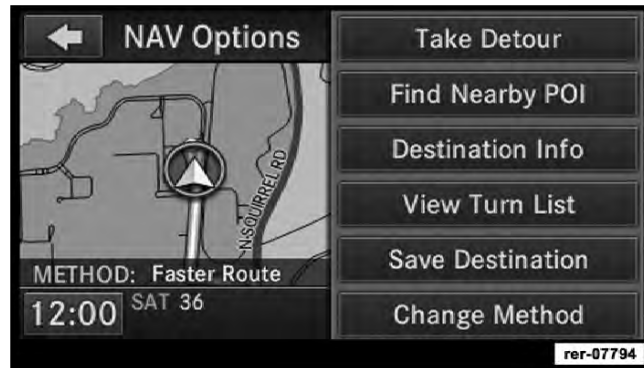 NAV Options
N SQUIRREL RD
METHOD: Faster Route
12:00
SAT 36
Take Detour
Find Nearby POI
Destination Info
View Turn List
Save Destination
Change Method
rer-07794